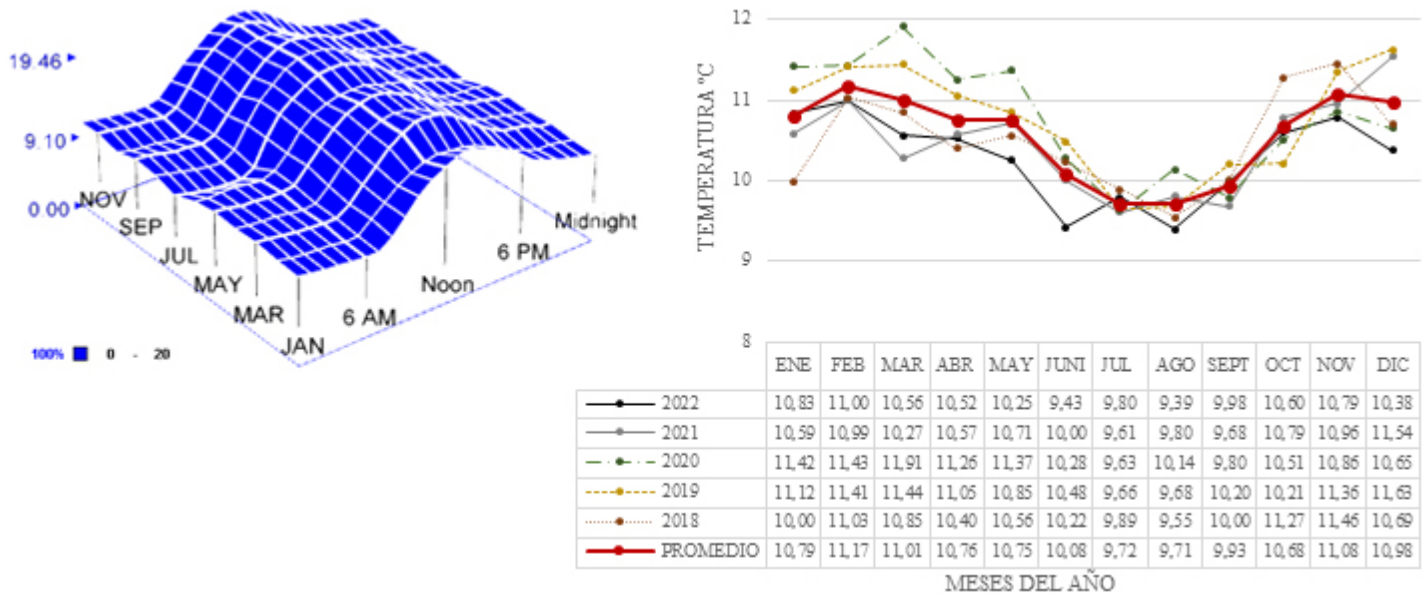 19.46
9.10
0.00
NOV
SEP
JUL
MAY
MAR
JAN
6 AM
Noon
6 PM
Midnight
100% 0 - 20
TEMPERATURA °C
12
11
10
9
8
ENE FEB MAR ABR MAY JUNI JUL AGO SEPT OCT NOV DIC
2022 10,83 11,00 10,56 10,52 10,25 9,43 9,80 9,39 9,98 10,60 10,79 10,38
2021 10,59 10,99 10,27 10,57 10,71 10,00 9,61 9,80 9,68 10,79 10,96 11,54
2020 11,42 11,43 11,91 11,26 11,37 10,28 9,63 10,14 9,80 10,51 10,86 10,65
2019 11,12 11,41 11,44 11,05 10,85 10,48 9,66 9,68 10,20 10,21 11,36 11,63
2018 10,00 11,03 10,85 10,40 10,56 10,22 9,89 9,55 10,00 11,27 11,46 10,69
PROMEDIO 10,79 11,17 11,01 10,76 10,75 10,08 9,72 9,71 9,93 10,68 11,08 10,98
MESES DEL AÑO